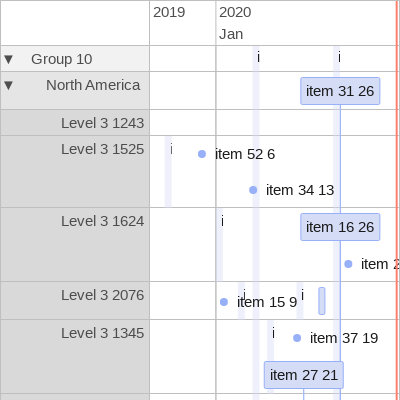 2019
2020
Jan
▼ Group 10
i
i
▼ North America
item 31 26
Level 3 1243
Level 3 1525
i
item 52 6
item 34 13
Level 3 1624
i
item 16 26
item
Level 3 2076
i
item 15 9
i
Level 3 1345
i
item 37 19
item 27 21